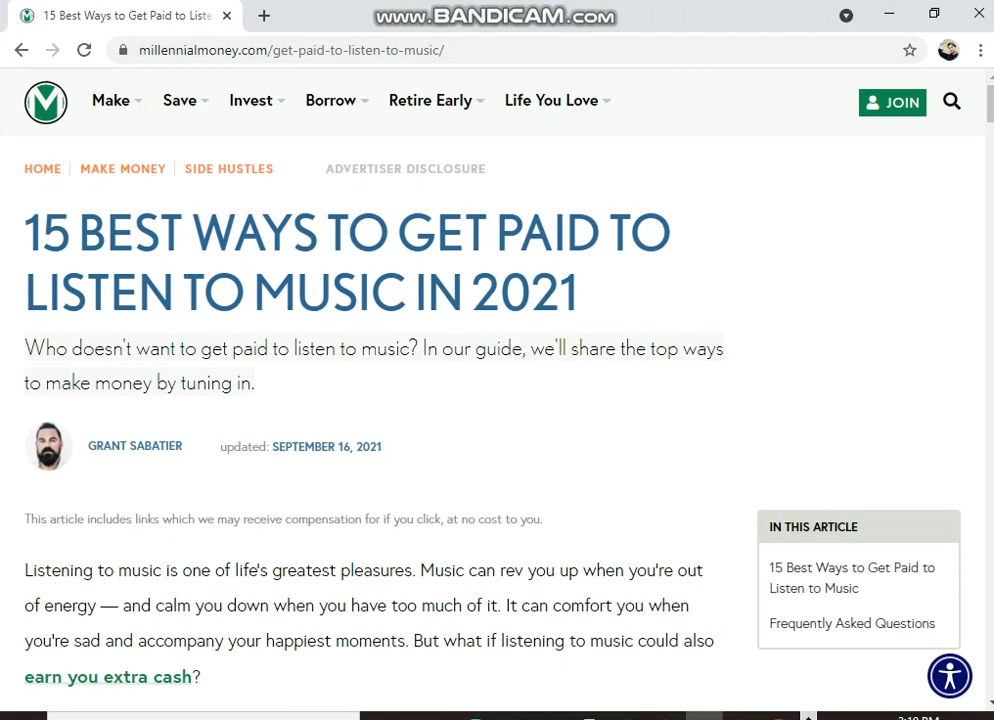 15 Best Ways to Get Paid to Liste
www.BANDICAM.com
millennialmoney.com/get-paid-to-listen-to-music/
Make Save Invest Borrow Retire Early Life You Love JOIN
HOME MAKE MONEY SIDE HUSTLES ADVERTISER DISCLOSURE
15 BEST WAYS TO GET PAID TO
LISTEN TO MUSIC IN 2021
Who doesn't want to get paid to listen to music? In our guide, we'll share the top ways
to make money by tuning in.
GRANT SABATIER updated: SEPTEMBER 16, 2021
This article includes links which we may receive compensation for if you click, at no cost to you.
Listening to music is one of life's greatest pleasures. Music can rev you up when you're out
of energy — and calm you down when you have too much of it. It can comfort you when
you're sad and accompany your happiest moments. But what if listening to music could also
earn you extra cash?
IN THIS ARTICLE
15 Best Ways to Get Paid to
Listen to Music
Frequently Asked Questions